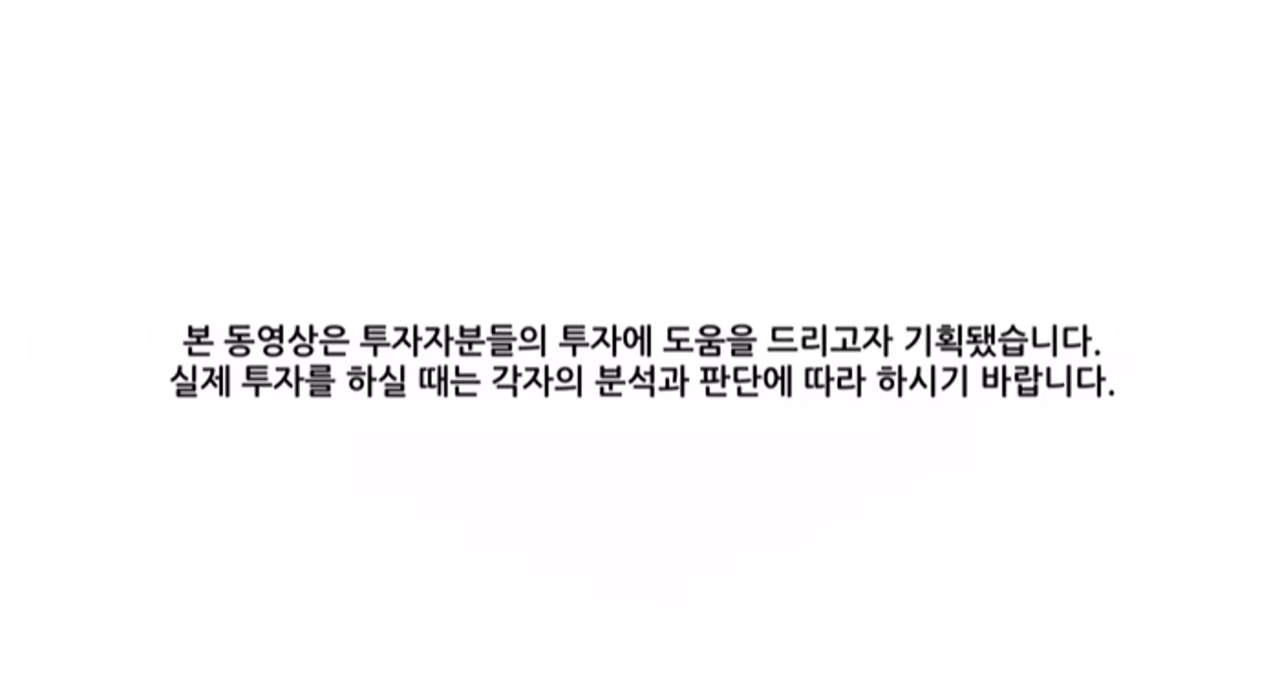 본 동영상은 투자자분들의 투자에 도움을 드리고자 기획됐습니다.
실제 투자를 하실 때는 각자의 분석과 판단에 따라 하시기 바랍니다.